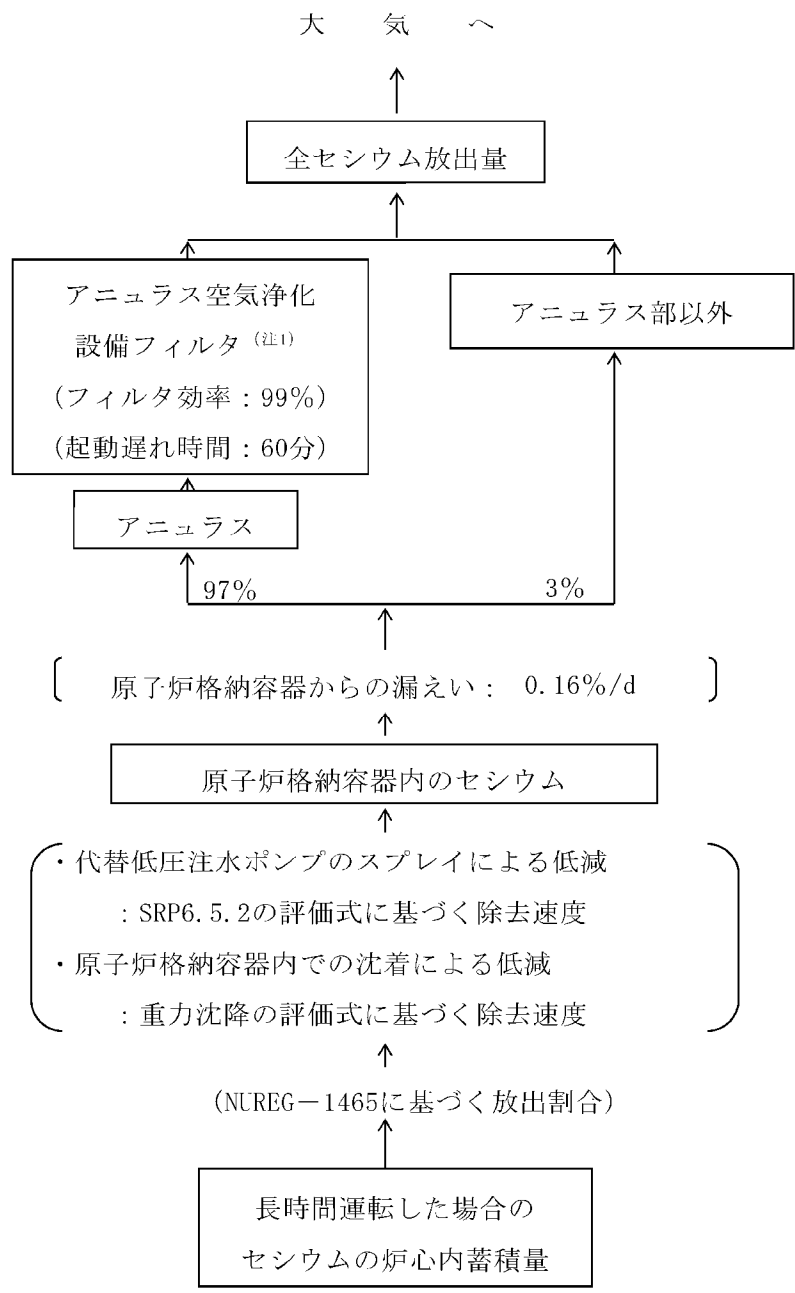 大　気　へ
全セシウム放出量
アニュラス空気浄化
設備フィルタ（注1）
(フィルタ効率：99%)
(起動遅れ時間：60分)
アニュラス部以外
アニュラス
97%
3%
原子炉格納容器からの漏えい： 0.16%/d
原子炉格納容器内のセシウム
・代替低圧注水ポンプのスプレイによる低減
：SRP6.5.2の評価式に基づく除去速度
・原子炉格納容器内での沈着による低減
：重力沈降の評価式に基づく除去速度
(NUREG－1465に基づく放出割合)
長時間運転した場合の
セシウムの炉心内蓄積量